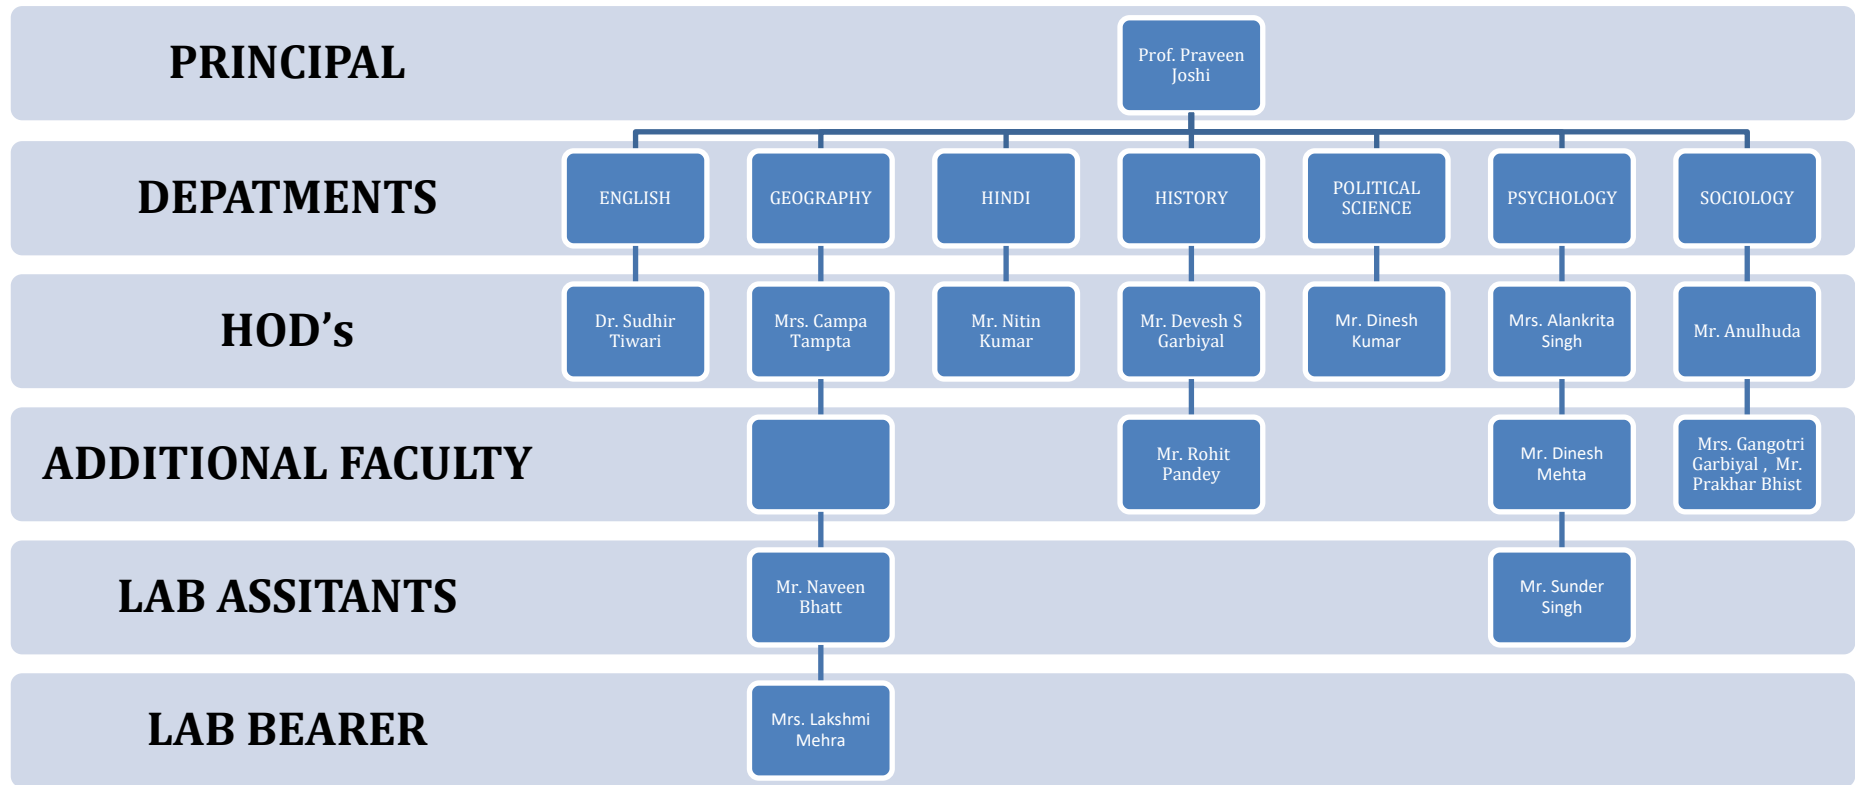 PRINCIPAL
Prof. Praveen
Joshi
DEPATMENTS
ENGLISH
GEOGRAPHY
HINDI
HISTORY
POLITICAL
SCIENCE
PSYCHOLOGY
SOCIOLOGY
HOD’s
Dr. Sudhir
Tiwari
Mrs. Campa
Tampta
Mr. Nitin
Kumar
Mr. Devesh S
Garbiyal
Mr. Dinesh
Kumar
Mrs. Alankrita
Singh
Mr. Anulhuda
ADDITIONAL FACULTY
Mr. Rohit
Pandey
Mr. Dinesh
Mehta
Mrs. Gangotri
Garbiyal , Mr.
Prakhar Bhist
LAB ASSITANTS
Mr. Naveen
Bhatt
Mr. Sunder
Singh
LAB BEARER
Mrs. Lakshmi
Mehra